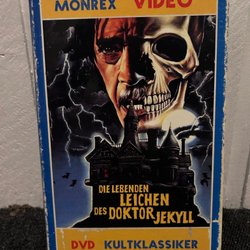 MONREX VIDEO
DIE LEBENDEN
LEICHEN
DES DOKTOR JEKYLL
DVD KULTKLASSIKER